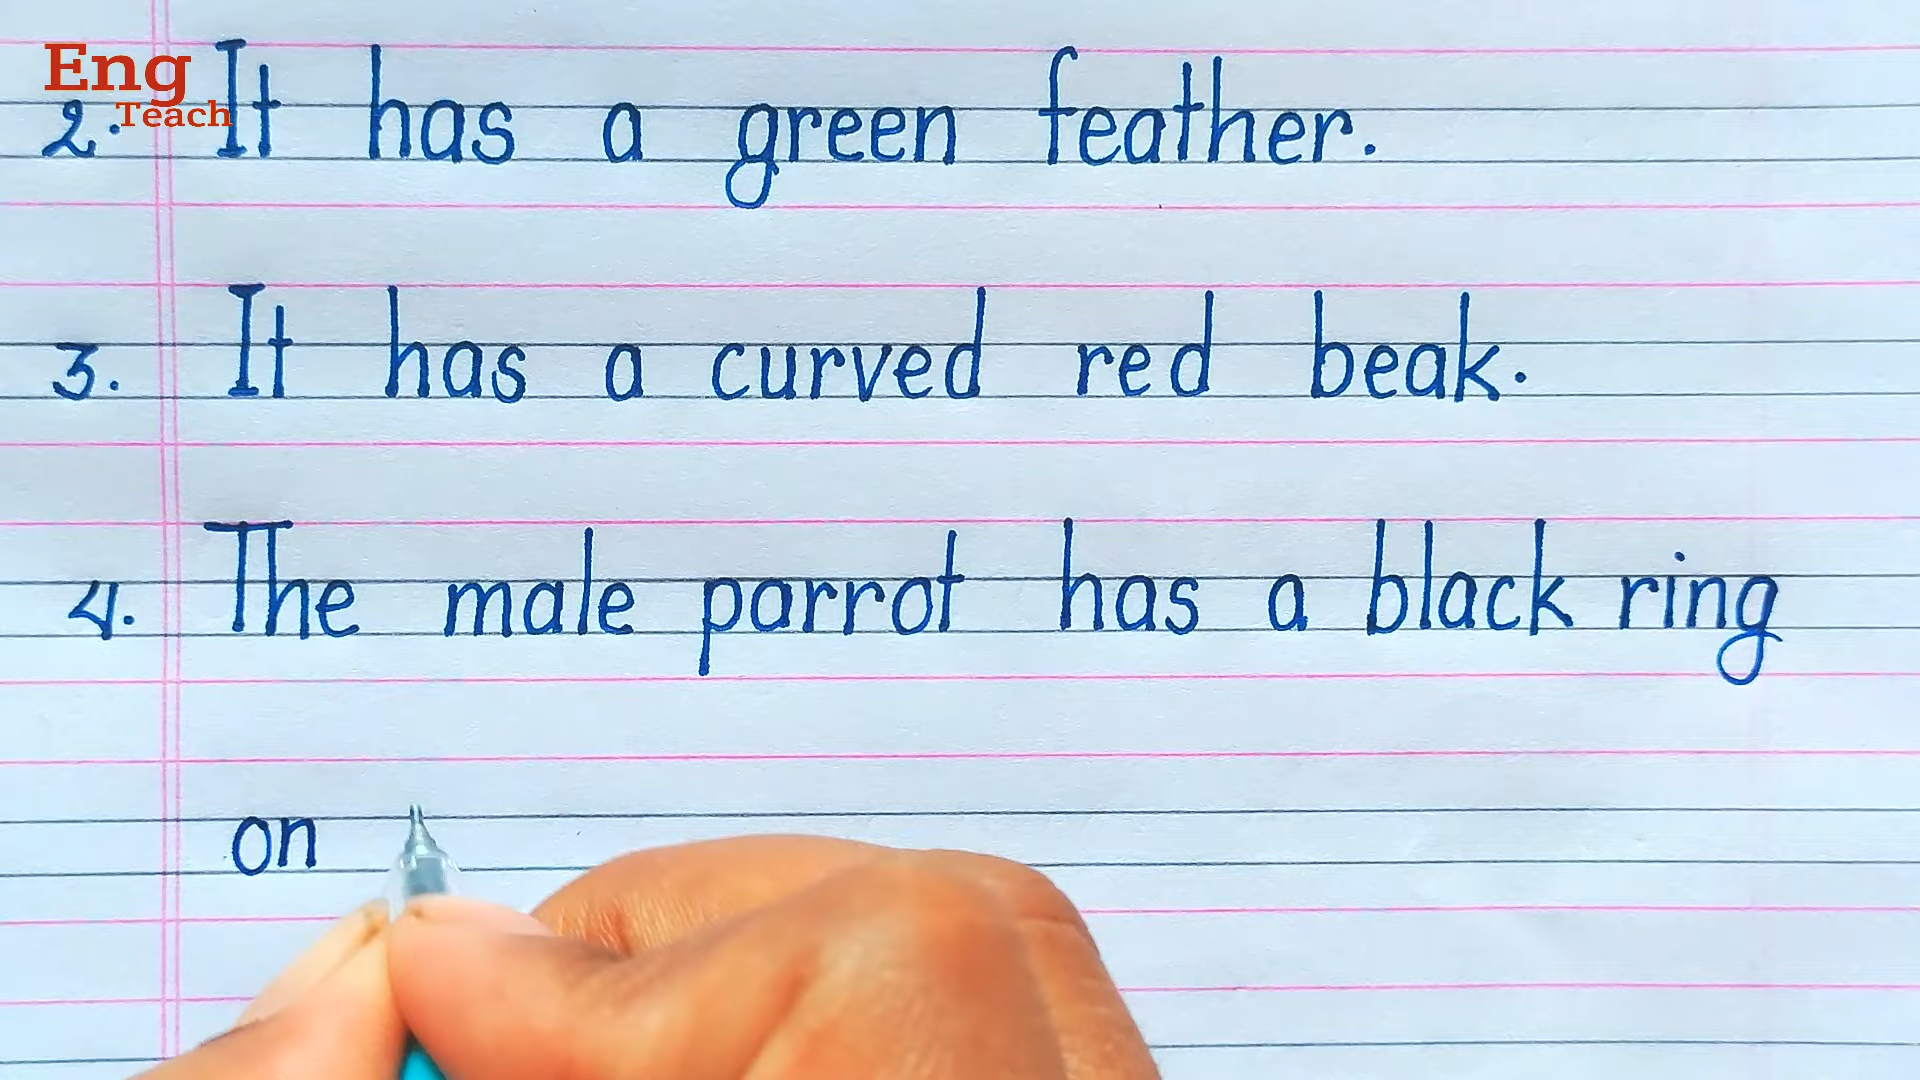 Eng
Teach
2. It has a green feather.
3. It has a curved red beak.
4. The male parrot has a black ring
on